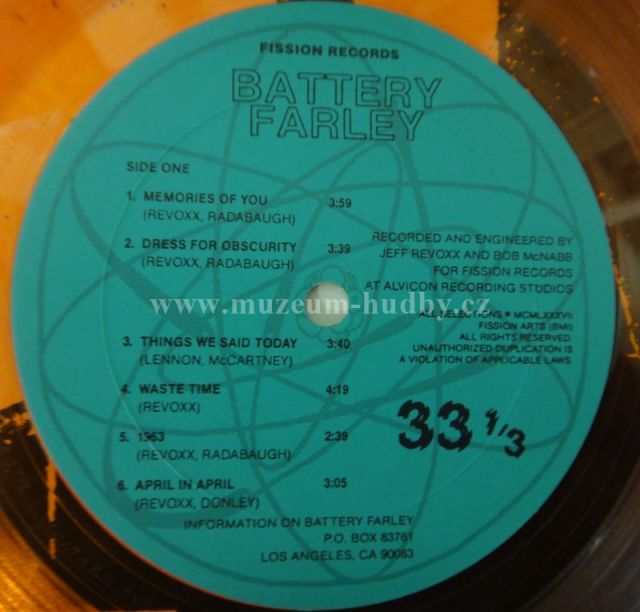 FISSION RECORDS
BATTERY
FARLEY
SIDE ONE
1. MEMORIES OF YOU 3:59
(REVOXX, RADABAUGH)
2. DRESS FOR OBSCURITY 3:39
(REVOXX, RADABAUGH)
3. THINGS WE SAID TODAY 3:40
(LENNON, McCARTNEY)
4. WASTE TIME 4:19
(REVOXX)
5. 1963 2:39
(REVOXX, RADABAUGH)
6. APRIL IN APRIL 3:05
(REVOXX, DONLEY)
RECORDED AND ENGINEERED BY
JEFF REVOXX AND BOB McNABB
FOR FISSION RECORDS
AT ALVICON RECORDING STUDIOS
www.muzeum-hudby.cz
ALL SELECTIONS ● MCMLXXXVII
FISSION ARTS (BMI)
ALL RIGHTS RESERVED.
UNAUTHORIZED DUPLICATION IS
A VIOLATION OF APPLICABLE LAWS.
33 1/3
INFORMATION ON BATTERY FARLEY
P.O. BOX 83761
LOS ANGELES, CA 90083